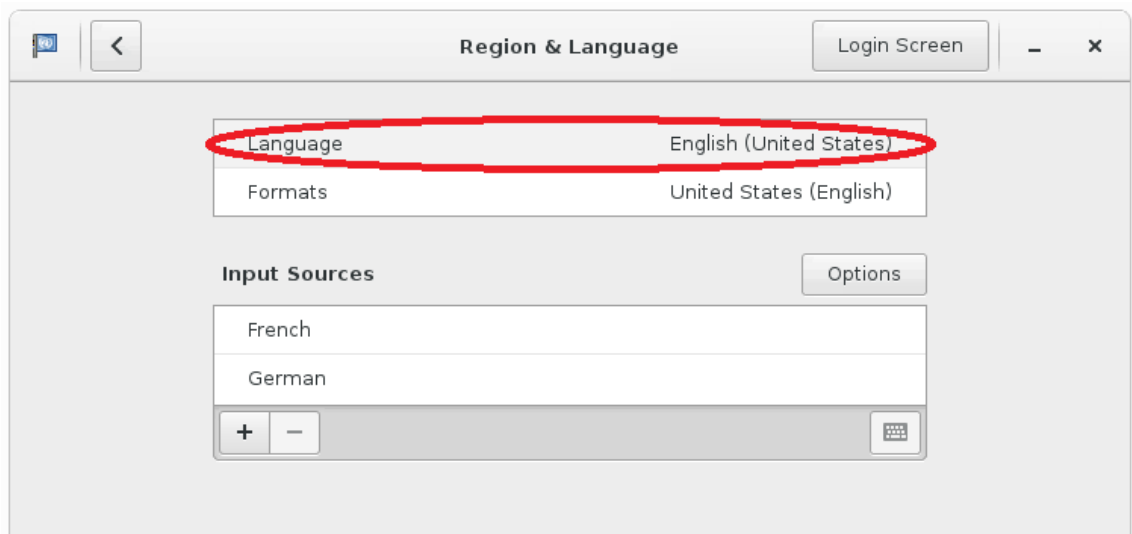 Region & Language
Login Screen
Language English (United States)
Formats United States (English)
Input Sources
Options
French
German